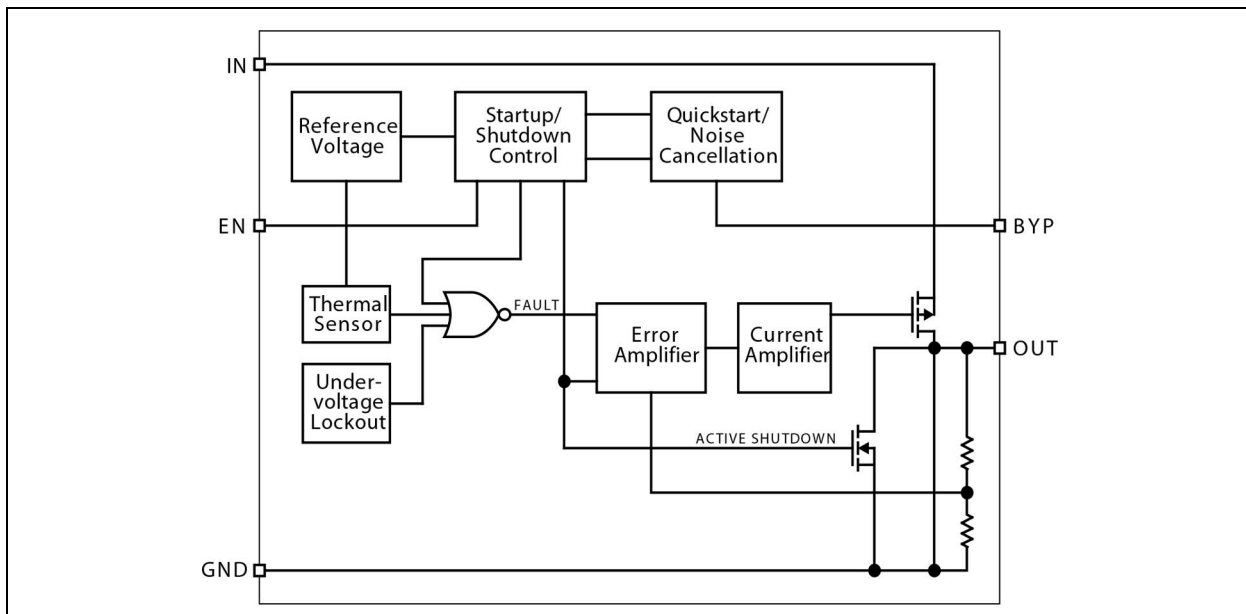 IN
Reference
Voltage
Startup/
Shutdown
Control
Quickstart/
Noise
Cancellation
EN
BYP
Thermal
Sensor
FAULT
Error
Amplifier
Current
Amplifier
OUT
Under-
voltage
Lockout
ACTIVE SHUTDOWN
GND